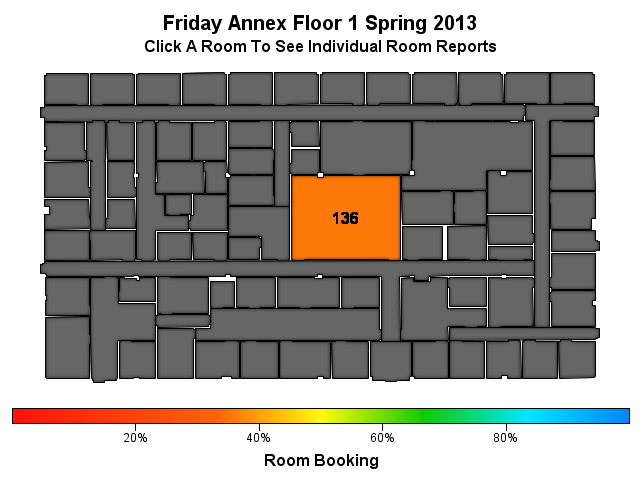 Friday Annex Floor 1 Spring 2013
Click A Room To See Individual Room Reports
136
20% 40% 60% 80%
Room Booking